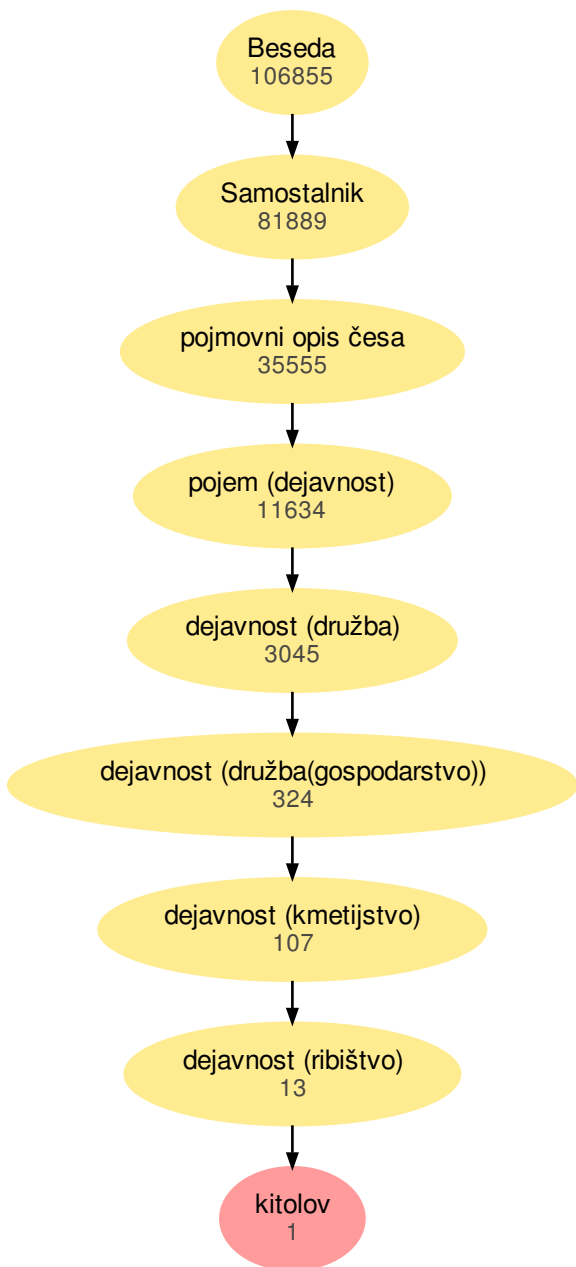 Beseda
106855
Samostalnik
81889
pojmovni opis česa
35555
pojem (dejavnost)
11634
dejavnost (družba)
3045
dejavnost (družba(gospodarstvo))
324
dejavnost (kmetijstvo)
107
dejavnost (ribištvo)
13
kitolov
1